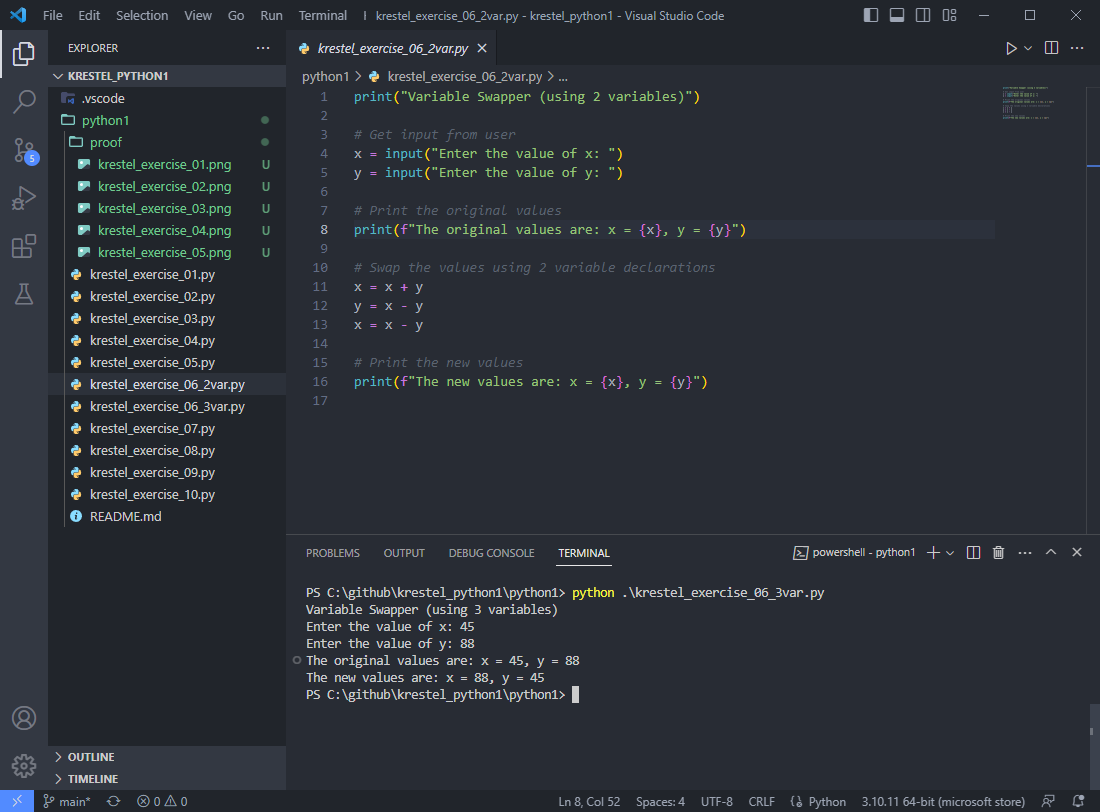 File Edit Selection View Go Run Terminal krestel_exercise_06_2var.py - krestel_python1 - Visual Studio Code
EXPLORER
KRESTEL_PYTHON1
.vscode
python1
proof
krestel_exercise_01.png U
krestel_exercise_02.png U
krestel_exercise_03.png U
krestel_exercise_04.png U
krestel_exercise_05.png U
krestel_exercise_01.py
krestel_exercise_02.py
krestel_exercise_03.py
krestel_exercise_04.py
krestel_exercise_05.py
krestel_exercise_06_2var.py
krestel_exercise_06_3var.py
krestel_exercise_07.py
krestel_exercise_08.py
krestel_exercise_09.py
krestel_exercise_10.py
README.md
OUTLINE
TIMELINE
5
krestel_exercise_06_2var.py
python1 > krestel_exercise_06_2var.py > ...
1 print("Variable Swapper (using 2 variables)")
2
3 # Get input from user
4 x = input("Enter the value of x: ")
5 y = input("Enter the value of y: ")
6
7 # Print the original values
8 print(f"The original values are: x = {x}, y = {y}")
9
10 # Swap the values using 2 variable declarations
11 x = x + y
12 y = x - y
13 x = x - y
14
15 # Print the new values
16 print(f"The new values are: x = {x}, y = {y}")
17
PROBLEMS OUTPUT DEBUG CONSOLE TERMINAL powershell - python1
PS C:\github\krestel_python1\python1> python .\krestel_exercise_06_3var.py
Variable Swapper (using 3 variables)
Enter the value of x: 45
Enter the value of y: 88
The original values are: x = 45, y = 88
The new values are: x = 88, y = 45
PS C:\github\krestel_python1\python1>
main* 0 0 Ln 8, Col 52 Spaces: 4 UTF-8 CRLF Python 3.10.11 64-bit (microsoft store)